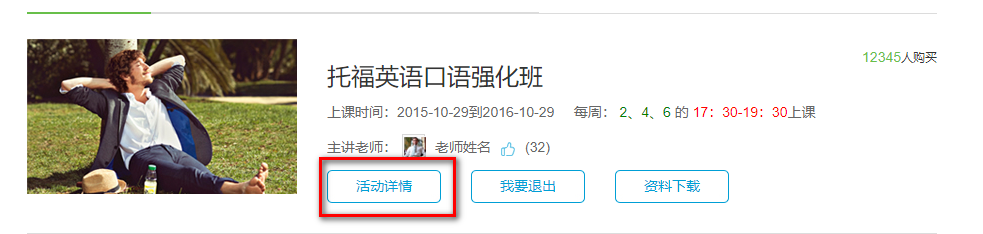 12345人购买
托福英语口语强化班
上课时间：2015-10-29到2016-10-29 每周： 2、4、6 的 17：30-19：30上课
主讲老师： 老师姓名 (32)
活动详情 我要退出 资料下载